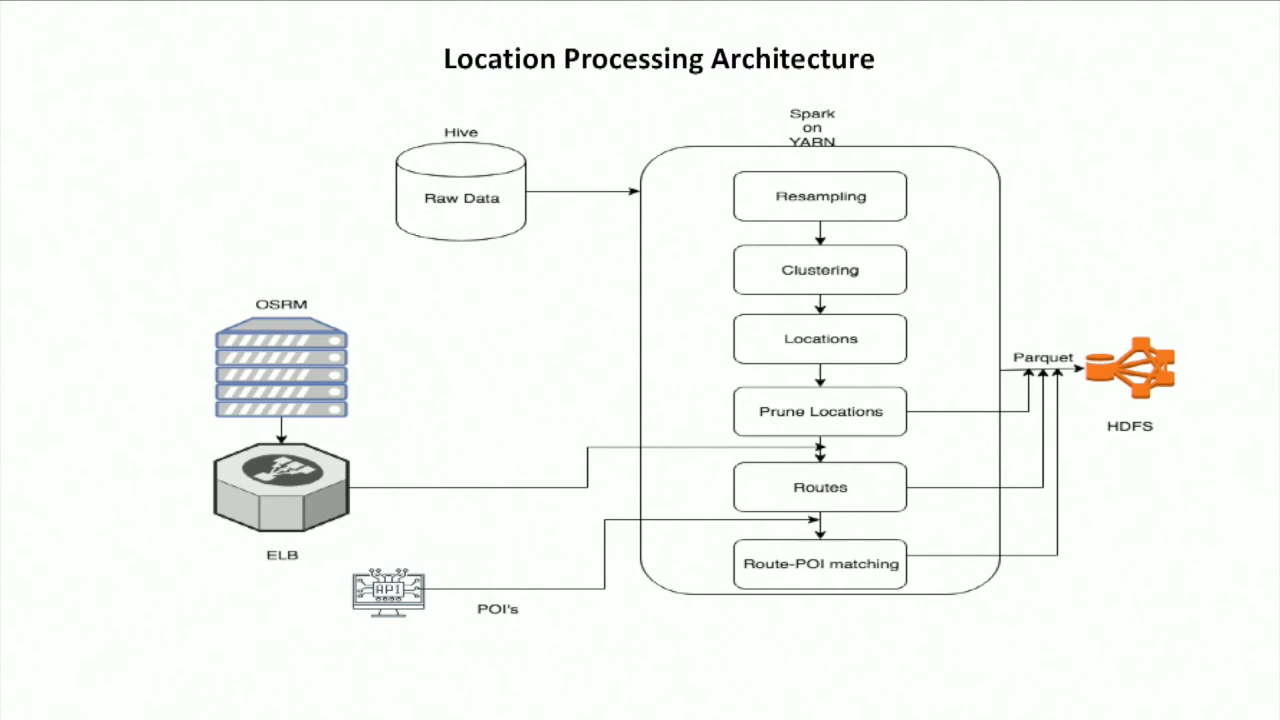 Location Processing Architecture
Hive
Raw Data
Spark
on
YARN
Resampling
Clustering
Locations
Prune Locations
Routes
Route-POI matching
OSRM
ELB
API
POI's
Parquet
HDFS